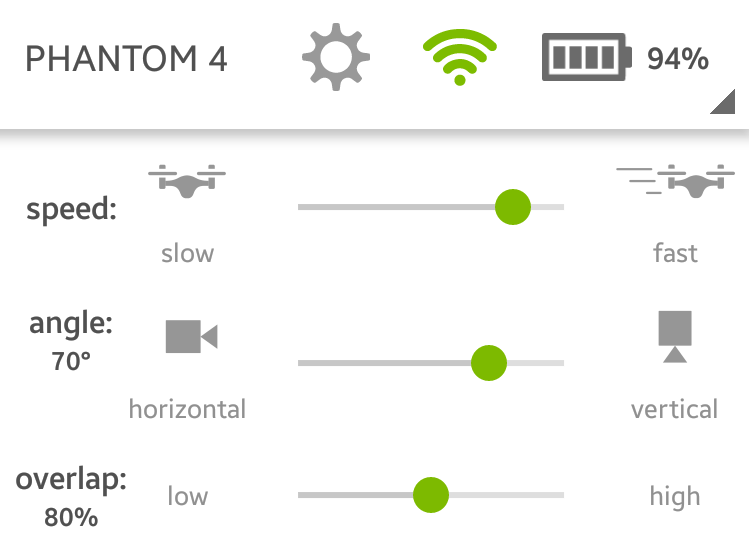 PHANTOM 4 94%
speed:
slow fast
angle:
70°
horizontal vertical
overlap:
low high
80%